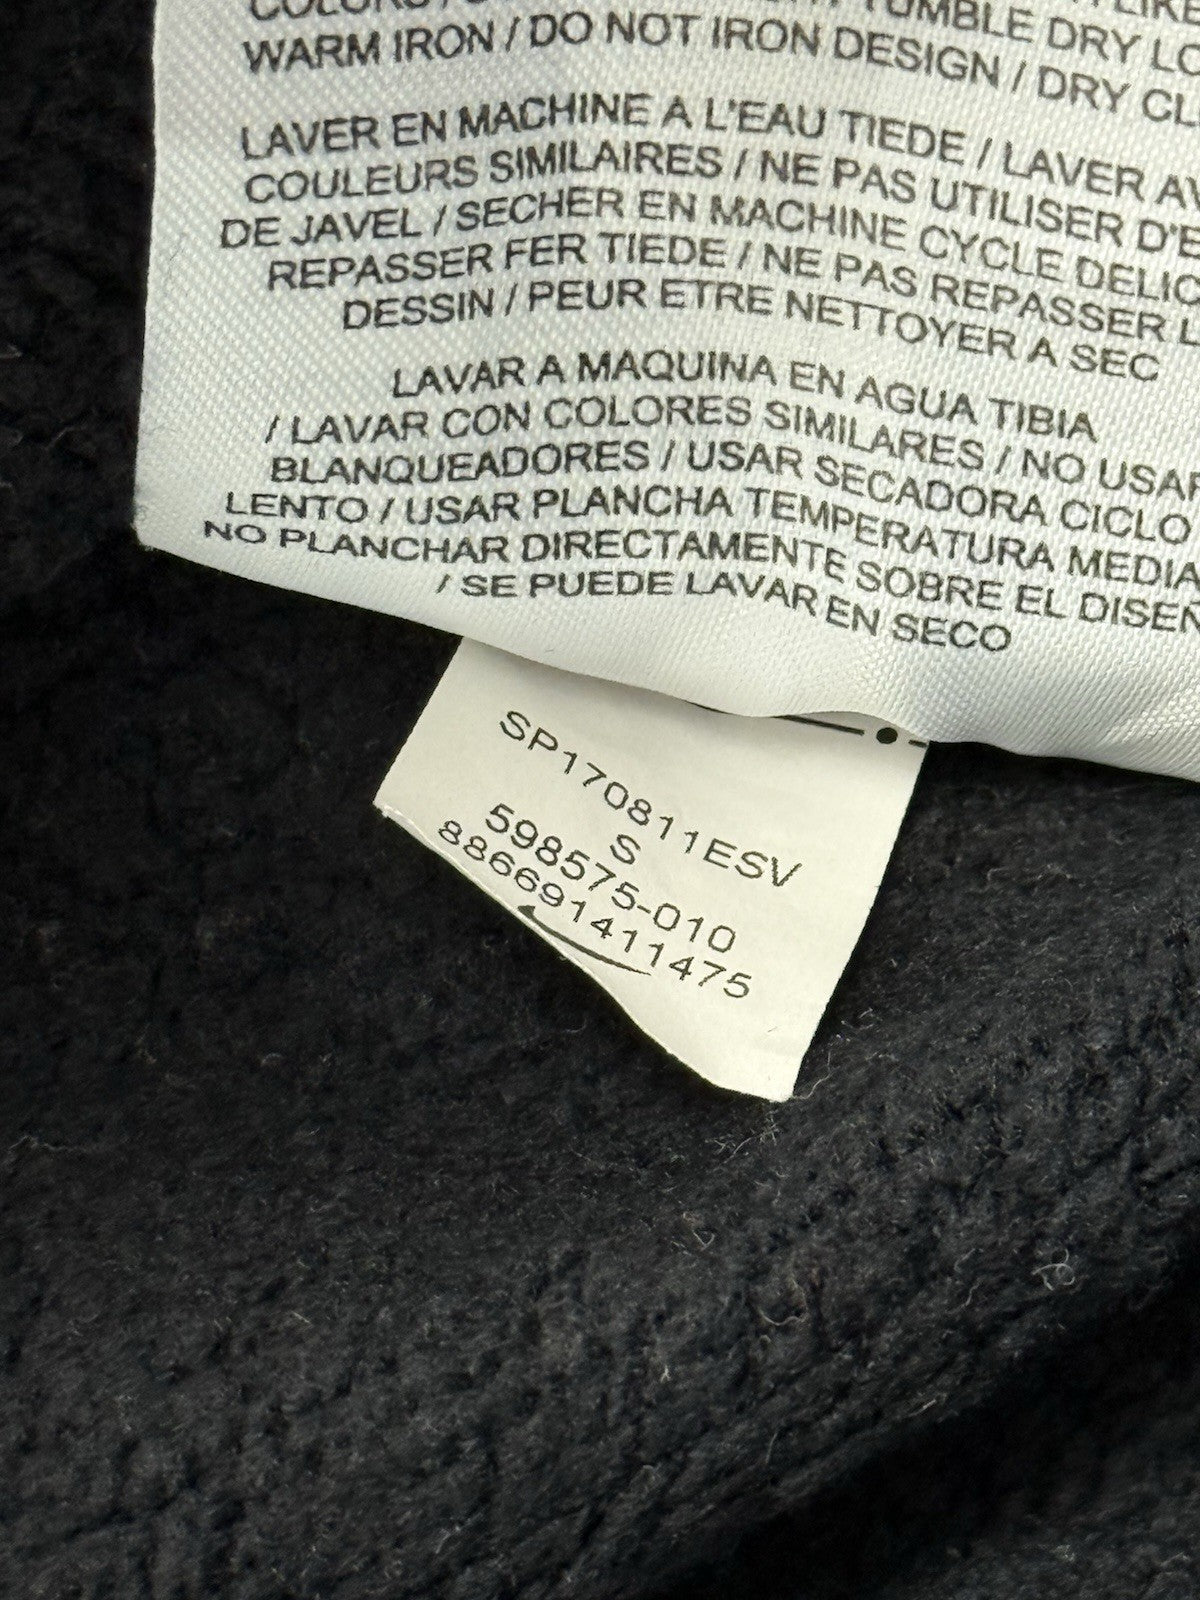 TUMBLE DRY
WARM IRON / DO NOT IRON DESIGN / DRY
LAVER EN MACHINE A L'EAU TIEDE / LAVER
COULEURS SIMILAIRES / NE PAS UTILISER D'E
DE JAVEL / SECHER EN MACHINE CYCLE DELIC
REPASSER FER TIEDE / NE PAS REPASSER L
DESSIN / PEUR ETRE NETTOYER A SEC
LAVAR A MAQUINA EN AGUA TIBIA
/ LAVAR CON COLORES SIMILARES / NO USAR
BLANQUEADORES / USAR SECADORA CICLO
LENTO / USAR PLANCHA TEMPERATURA MEDIA
NO PLANCHAR DIRECTAMENTE SOBRE EL DISEN
/ SE PUEDE LAVAR EN SECO
SP170811ESV
S
598575-010
886691411475